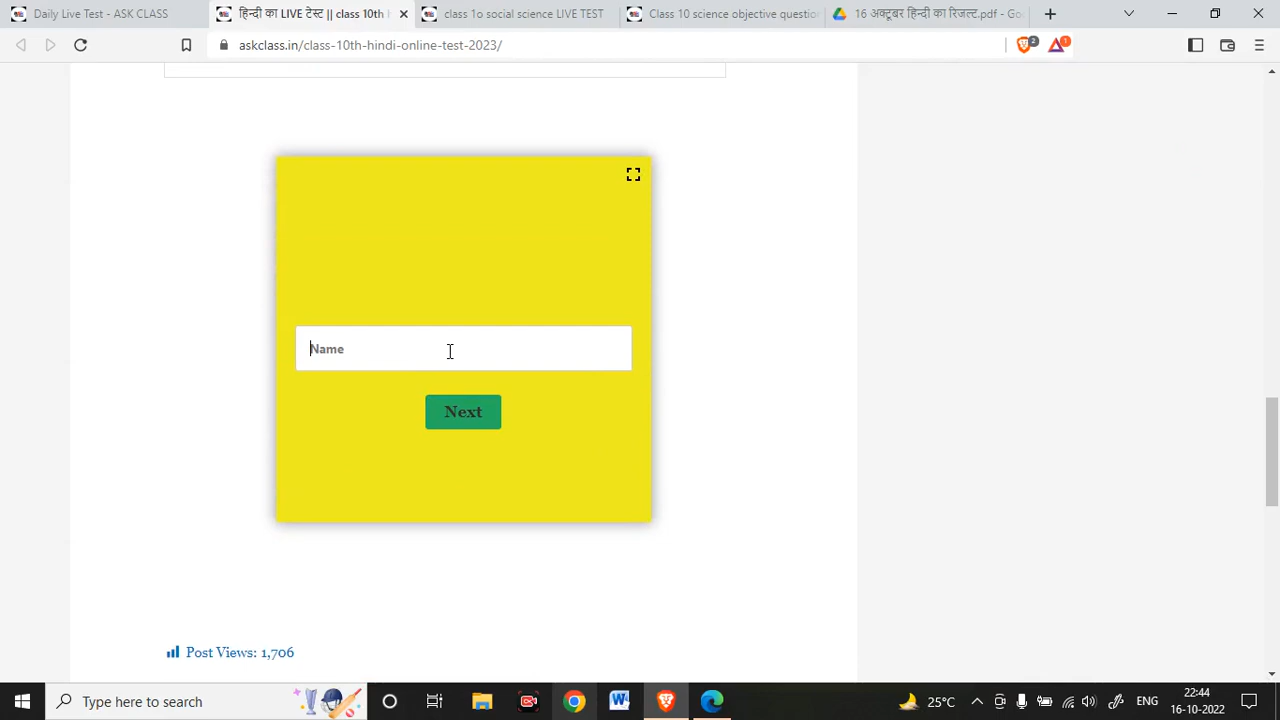 Daily Live Test - ASK CLASS
हिन्दी का LIVE टेस्ट || class 10th
class 1o social science LIVE TEST
Class 10 science objective questio
16 अक्टूबर हिन्दी का रिजल्ट.pdf - Go
askclass.in/class-10th-hindi-online-test-2023/
2
1
Name
Next
Post Views: 1,706
Type here to search
25°C
ENG
22:44
16-10-2022